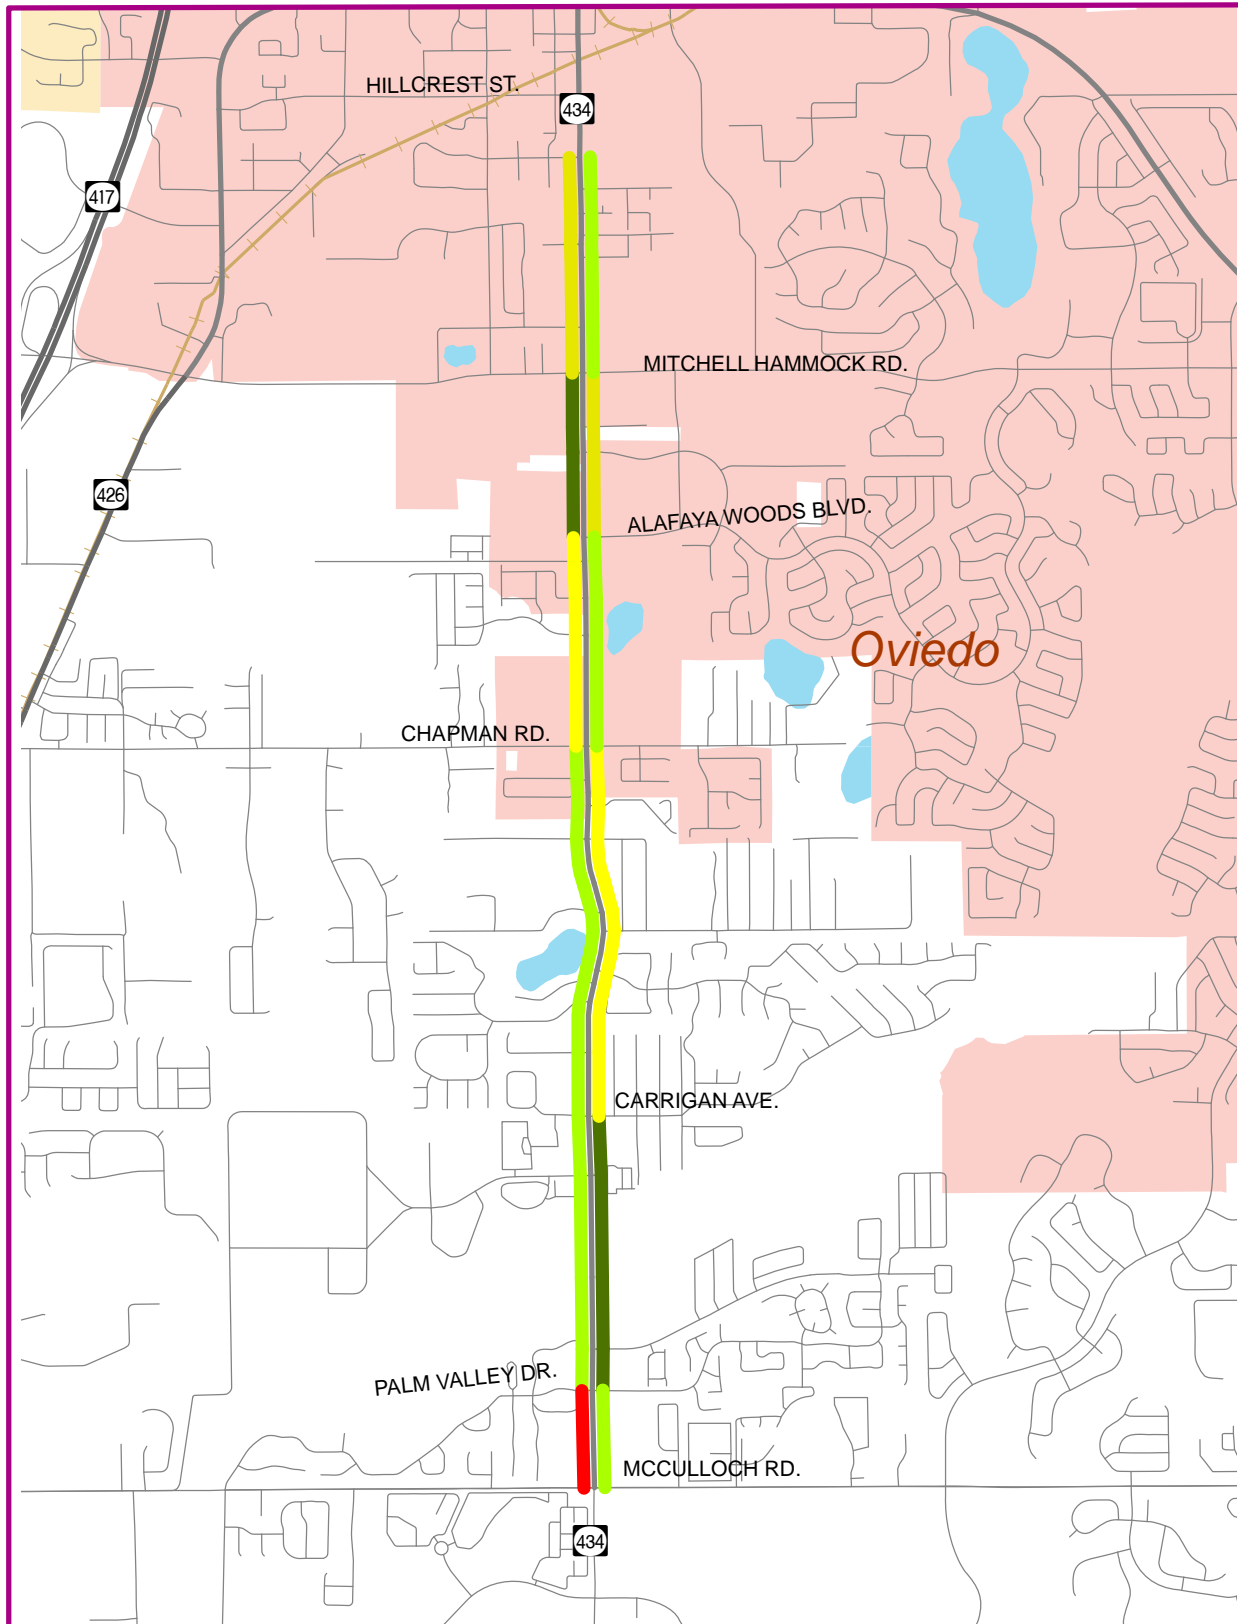 HILLCREST ST.
434
417
MITCHELL HAMMOCK RD.
426
ALAFAYA WOODS BLVD.
Oviedo
CHAPMAN RD.
CARRIGAN AVE.
PALM VALLEY DR.
MCCULLOCH RD.
434